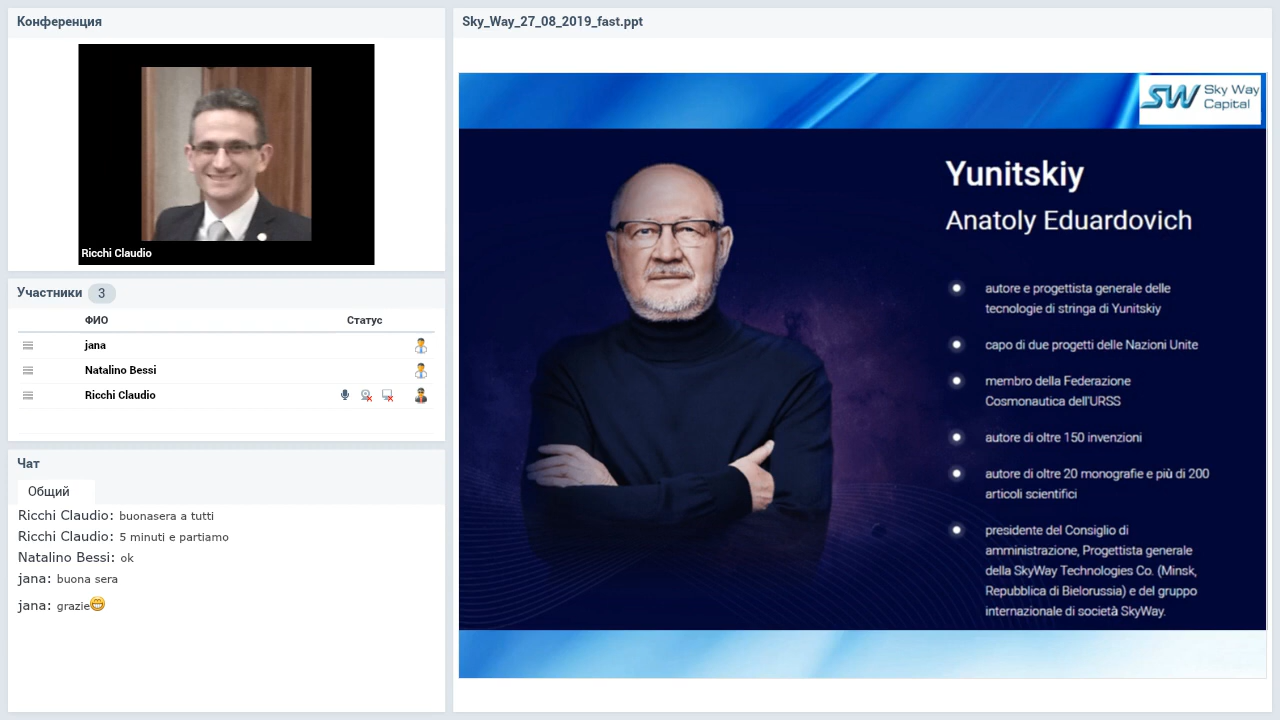 Конференция
Ricchi Claudio
Участники 3
ФИО Статус
jana
Natalino Bessi
Ricchi Claudio
Чат
Общий
Ricchi Claudio: buonasera a tutti
Ricchi Claudio: 5 minuti e partiamo
Natalino Bessi: ok
jana: buona sera
jana: grazie
Sky_Way_27_08_2019_fast.ppt
SW Sky Way
Capital
Yunitskiy
Anatoly Eduardovich
autore e progettista generale delle
tecnologie di stringa di Yunitskiy
capo di due progetti delle Nazioni Unite
membro della Federazione
Cosmonautica dell'URSS
autore di oltre 150 invenzioni
autore di oltre 20 monografie e più di 200
articoli scientifici
presidente del Consiglio di
amministrazione, Progettista generale
della SkyWay Technologies Co. (Minsk,
Repubblica di Bielorussia) e del gruppo
internazionale di società SkyWay.